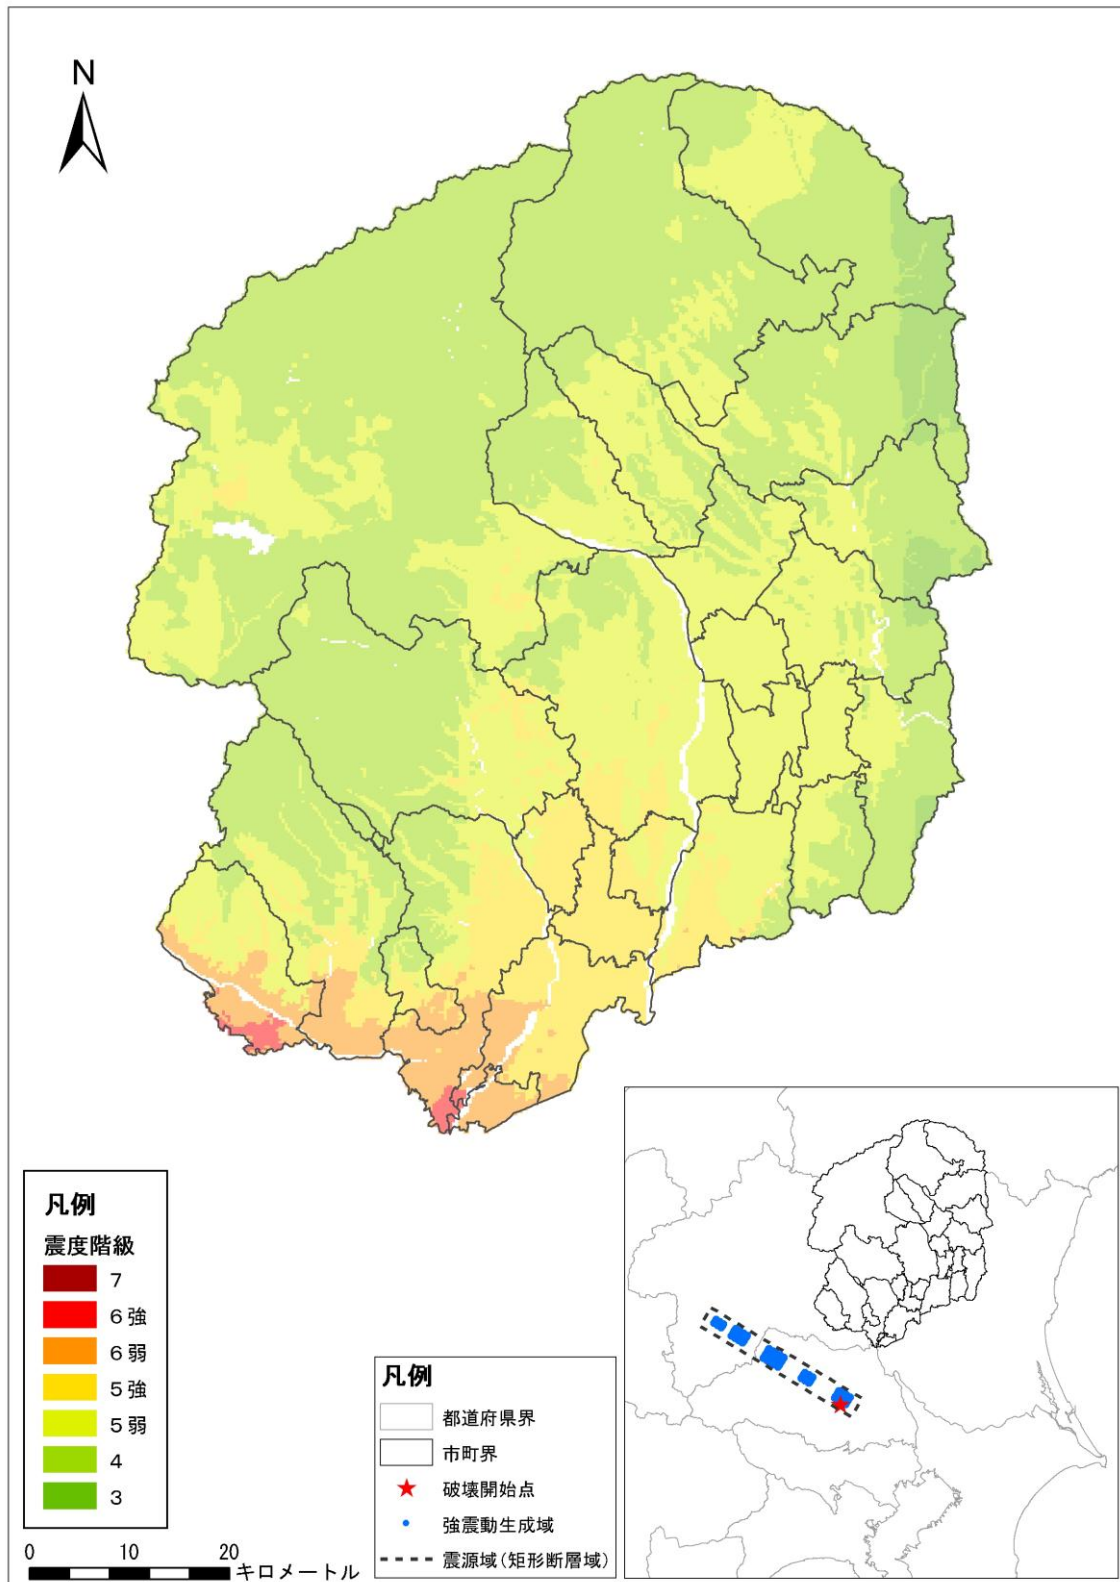 N
凡例
震度階級
7
6強
6弱
5強
5弱
4
3
0 10 20
キロメートル
凡例
都道府県界
市町界
破壊開始点
強震動生成域
震源域(矩形断層域)